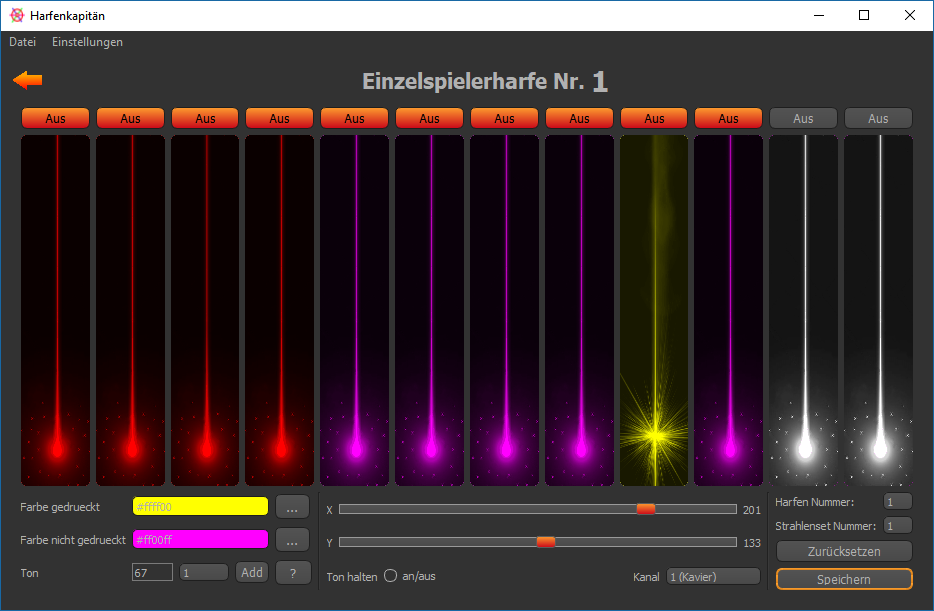 Harfenkapitän
Datei Einstellungen
Einzelspielerharfe Nr. 1
Aus Aus Aus Aus Aus Aus Aus Aus Aus Aus Aus Aus
Farbe gedrueckt #ffff00 ...
Farbe nicht gedrueckt #ff00ff ...
Ton 67 1 Add ?
X 201
Y 133
Ton halten an/aus Kanal 1 (Kavier)
Harfen Nummer: 1
Strahlenset Nummer: 1
Zurücksetzen
Speichern